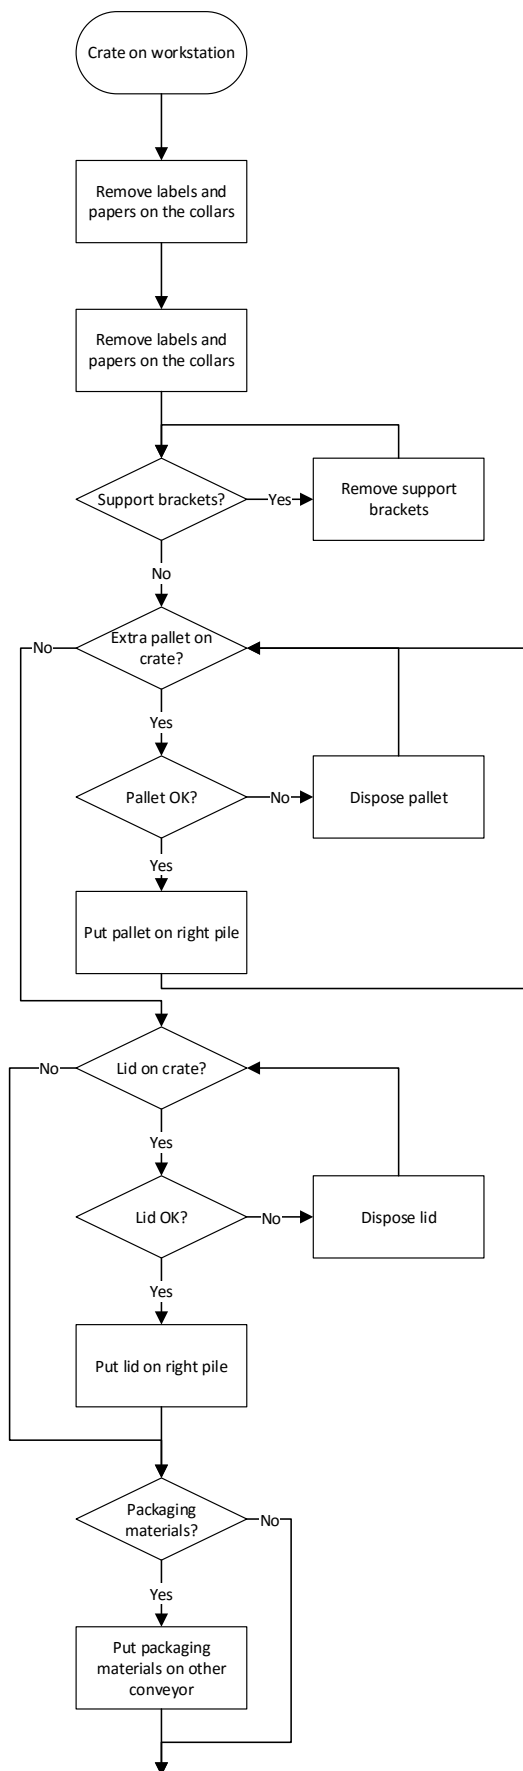 Crate on workstation
Remove labels and
papers on the collars
Remove labels and
papers on the collars
Support brackets?
Yes
Remove support
brackets
No
No
Extra pallet on
crate?
Yes
Pallet OK?
No
Dispose pallet
Yes
Put pallet on right pile
No
Lid on crate?
Yes
Lid OK?
No
Dispose lid
Yes
Put lid on right pile
Packaging
materials?
No
Yes
Put packaging
materials on other
conveyor